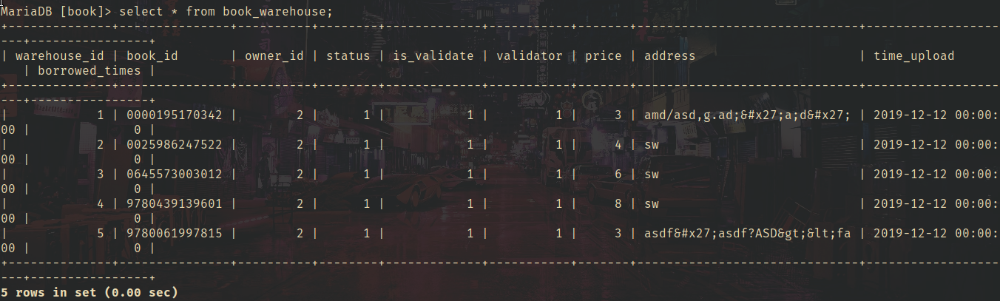 MariaDB [book]> select * from book_warehouse;
+--------------+---------------+----------+--------+-------------+-----------+-------+------------------------------+-------------------
---+----------------+
| warehouse_id | book_id       | owner_id | status | is_validate | validator | price | address                      | time_upload
   | borrowed_times |
+--------------+---------------+----------+--------+-------------+-----------+-------+------------------------------+-------------------
---+----------------+
|            1 | 0000195170342 |        2 |      1 |           1 |         1 |     3 | amd/asd,g.ad;&#x27;a;d&#x27; | 2019-12-12 00:00:
00 |              0 |
|            2 | 0025986247522 |        2 |      1 |           1 |         1 |     4 | sw                           | 2019-12-12 00:00:
00 |              0 |
|            3 | 0645573003012 |        2 |      1 |           1 |         1 |     6 | sw                           | 2019-12-12 00:00:
00 |              0 |
|            4 | 9780439139601 |        2 |      1 |           1 |         1 |     8 | sw                           | 2019-12-12 00:00:
00 |              0 |
|            5 | 9780061997815 |        2 |      1 |           1 |         1 |     3 | asdf&#x27;asdf?ASD&gt;&lt;fa | 2019-12-12 00:00:
00 |              0 |
+--------------+---------------+----------+--------+-------------+-----------+-------+------------------------------+-------------------
---+----------------+
5 rows in set (0.00 sec)